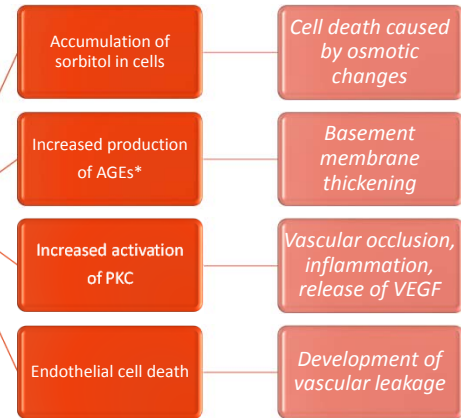 Accumulation of
sorbitol in cells
Cell death caused
by osmotic
changes
Increased production
of AGEs*
Basement
membrane
thickening
Increased activation
of PKC
Vascular occlusion,
inflammation,
release of VEGF
Endothelial cell death
Development of
vascular leakage